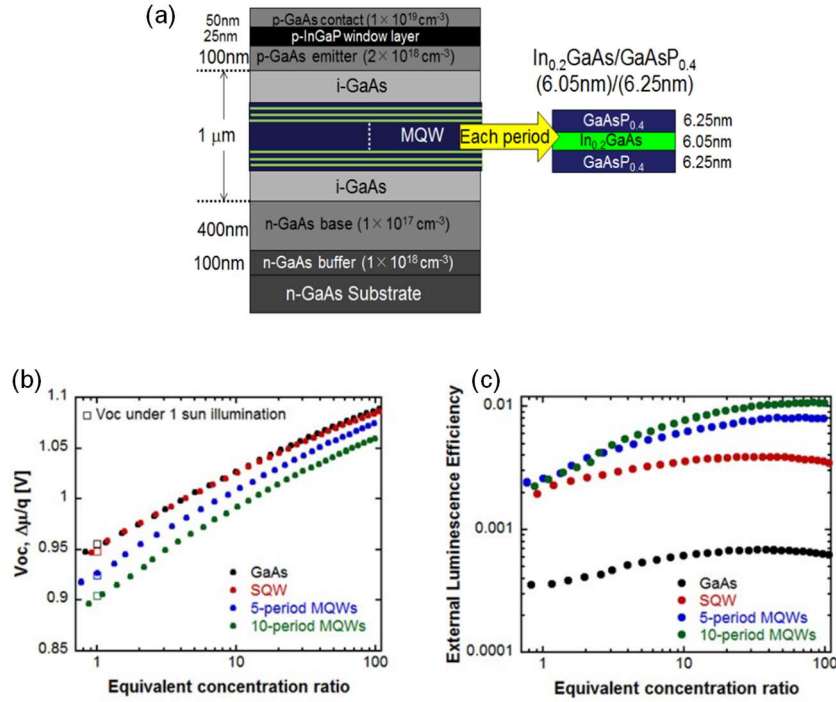 (a)
50nm
p-GaAs contact (1×10¹⁹cm⁻³)
25nm
p-InGaP window layer
100nm
p-GaAs emitter (2×10¹⁸cm⁻³)
i-GaAs
1 μm
MQW
i-GaAs
400nm
n-GaAs base (1×10¹⁷cm⁻³)
100nm
n-GaAs buffer (1×10¹⁸cm⁻³)
n-GaAs Substrate
Each period
In₀.₂GaAs/GaAsP₀.₄
(6.05nm)/(6.25nm)
GaAsP₀.₄ 6.25nm
In₀.₂GaAs 6.05nm
GaAsP₀.₄ 6.25nm
(b)
Voc, Δμ/q [V]
1.1
1.05
1
0.95
0.9
0.85
Voc under 1 sun illumination
GaAs
SQW
5-period MQWs
10-period MQWs
1 10 100
Equivalent concentration ratio
(c)
External Luminescence Efficiency
0.01
0.001
0.0001
GaAs
SQW
5-period MQWs
10-period MQWs
1 10 100
Equivalent concentration ratio